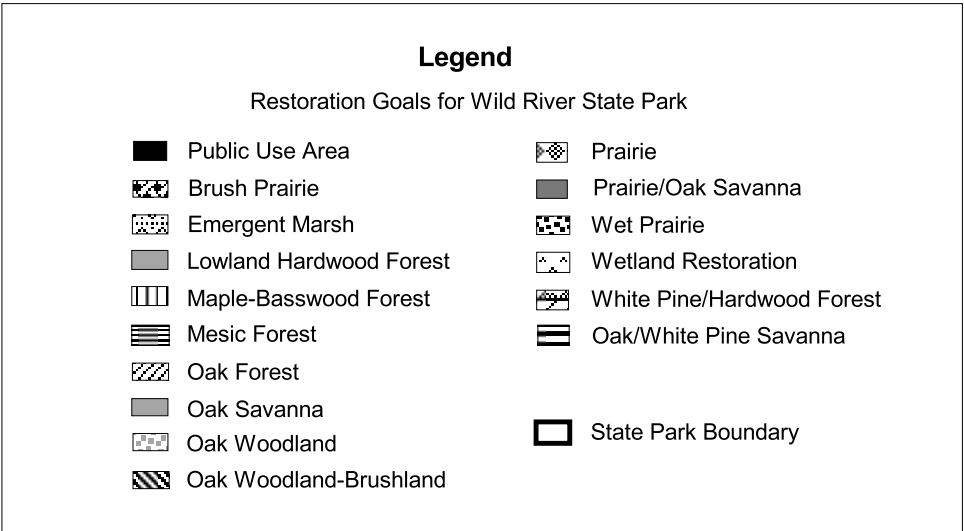 Legend
Restoration Goals for Wild River State Park
Public Use Area
Brush Prairie
Emergent Marsh
Lowland Hardwood Forest
Maple-Basswood Forest
Mesic Forest
Oak Forest
Oak Savanna
Oak Woodland
Oak Woodland-Brushland
Prairie
Prairie/Oak Savanna
Wet Prairie
Wetland Restoration
White Pine/Hardwood Forest
Oak/White Pine Savanna
State Park Boundary